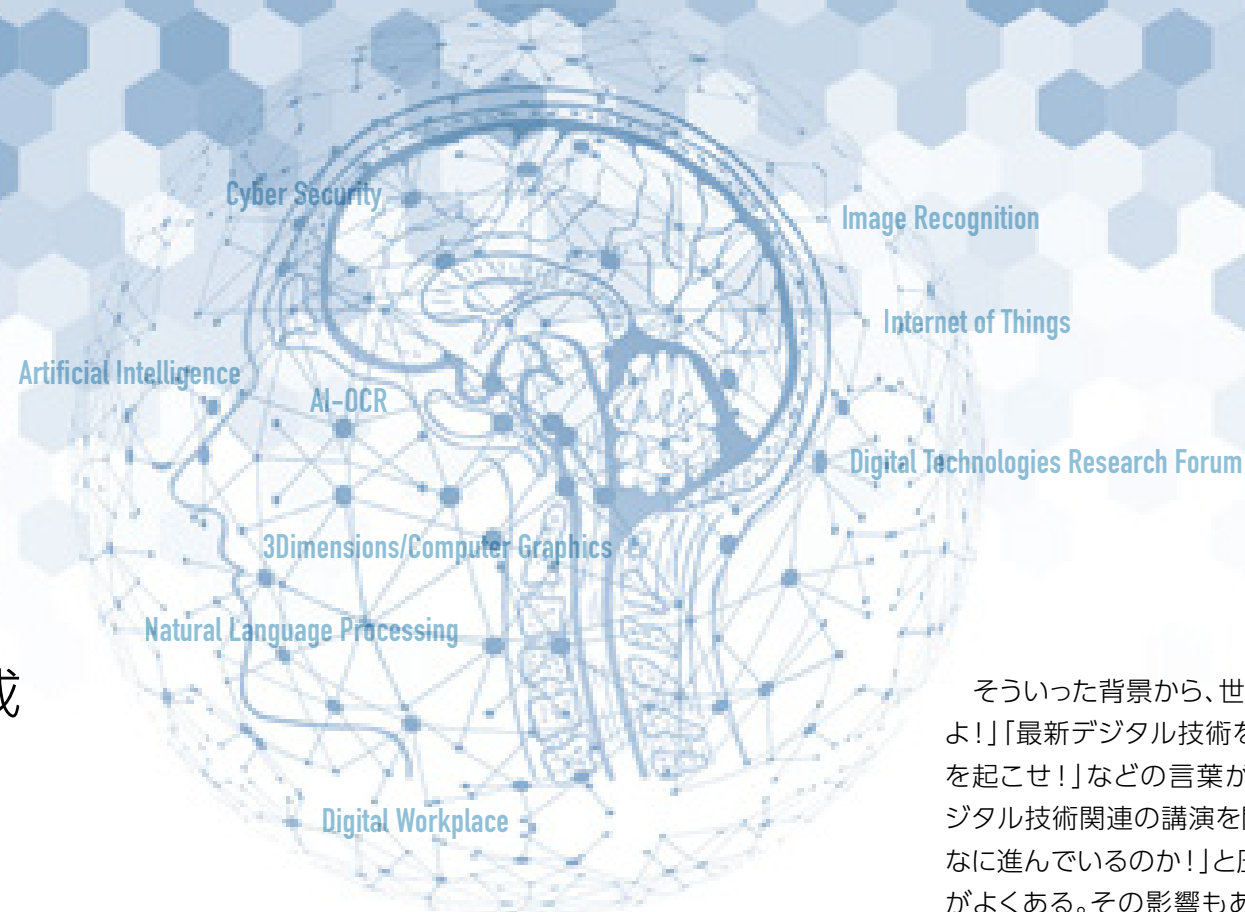 Cyber Security
Image Recognition
Internet of Things
Artificial Intelligence
AI-OCR
Digital Technologies Research Forum
3Dimensions/Computer Graphics
Natural Language Processing
Digital Workplace
成
そういった背景から、世
よ！」「最新デジタル技術を
を起こせ！」などの言葉が
ジタル技術関連の講演を
なに進んでいるのか！」と
がよくある。その影響もあ